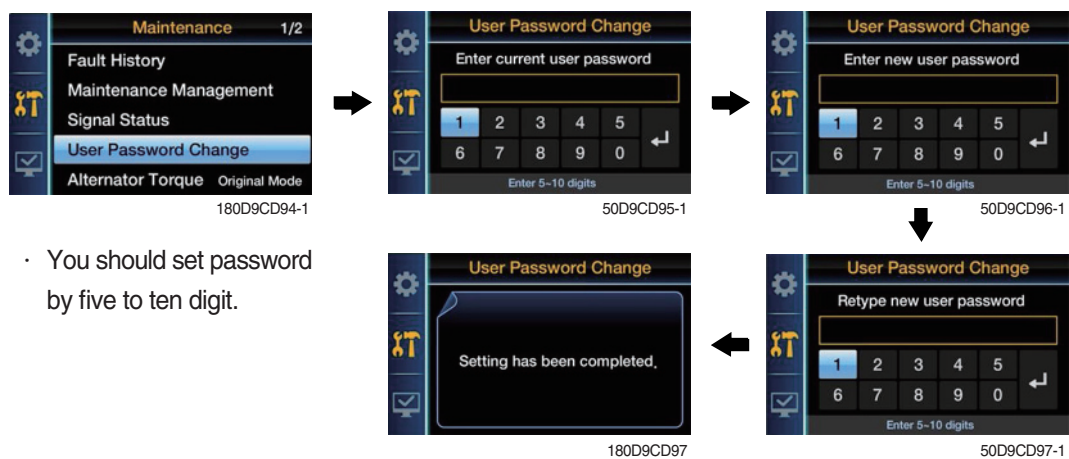 Maintenance 1/2
Fault History
Maintenance Management
Signal Status
User Password Change
Alternator Torque Original Mode
180D9CD94-1
User Password Change
Enter current user password
1 2 3 4 5
6 7 8 9 0
Enter 5~10 digits
50D9CD95-1
User Password Change
Enter new user password
1 2 3 4 5
6 7 8 9 0
Enter 5~10 digits
50D9CD96-1
· You should set password
by five to ten digit.
User Password Change
Setting has been completed.
180D9CD97
User Password Change
Retype new user password
1 2 3 4 5
6 7 8 9 0
Enter 5~10 digits
50D9CD97-1